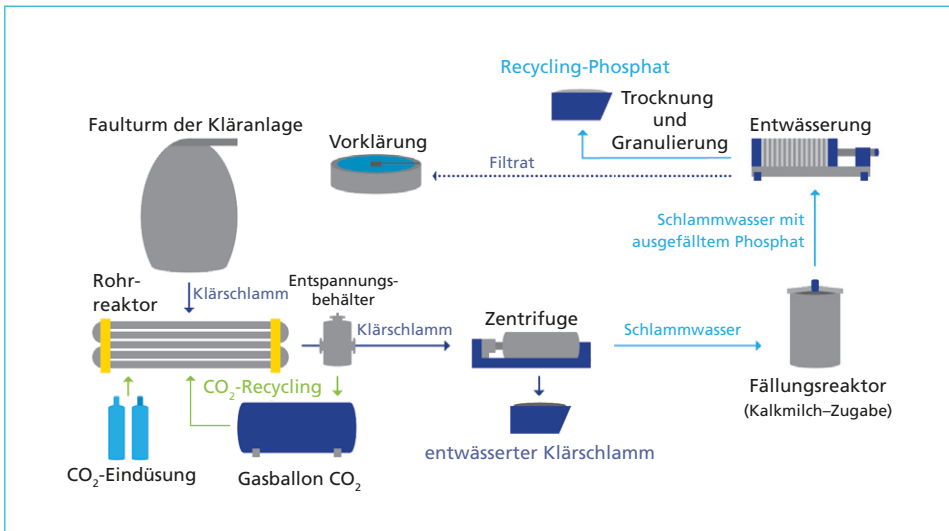 Recycling-Phosphat
Trocknung
und
Granulierung
Entwässerung
Faulturm der Kläranlage
Vorklärung
Filtrat
Schlammwasser mit
ausgefälltem Phosphat
Rohr-
reaktor
Klärschlamm
Entspannungs-
behälter
Klärschlamm
Zentrifuge
Schlammwasser
CO₂-Recycling
Fällungsreaktor
(Kalkmilch–Zugabe)
entwässerter Klärschlamm
CO₂-Eindüsung
Gasballon CO₂